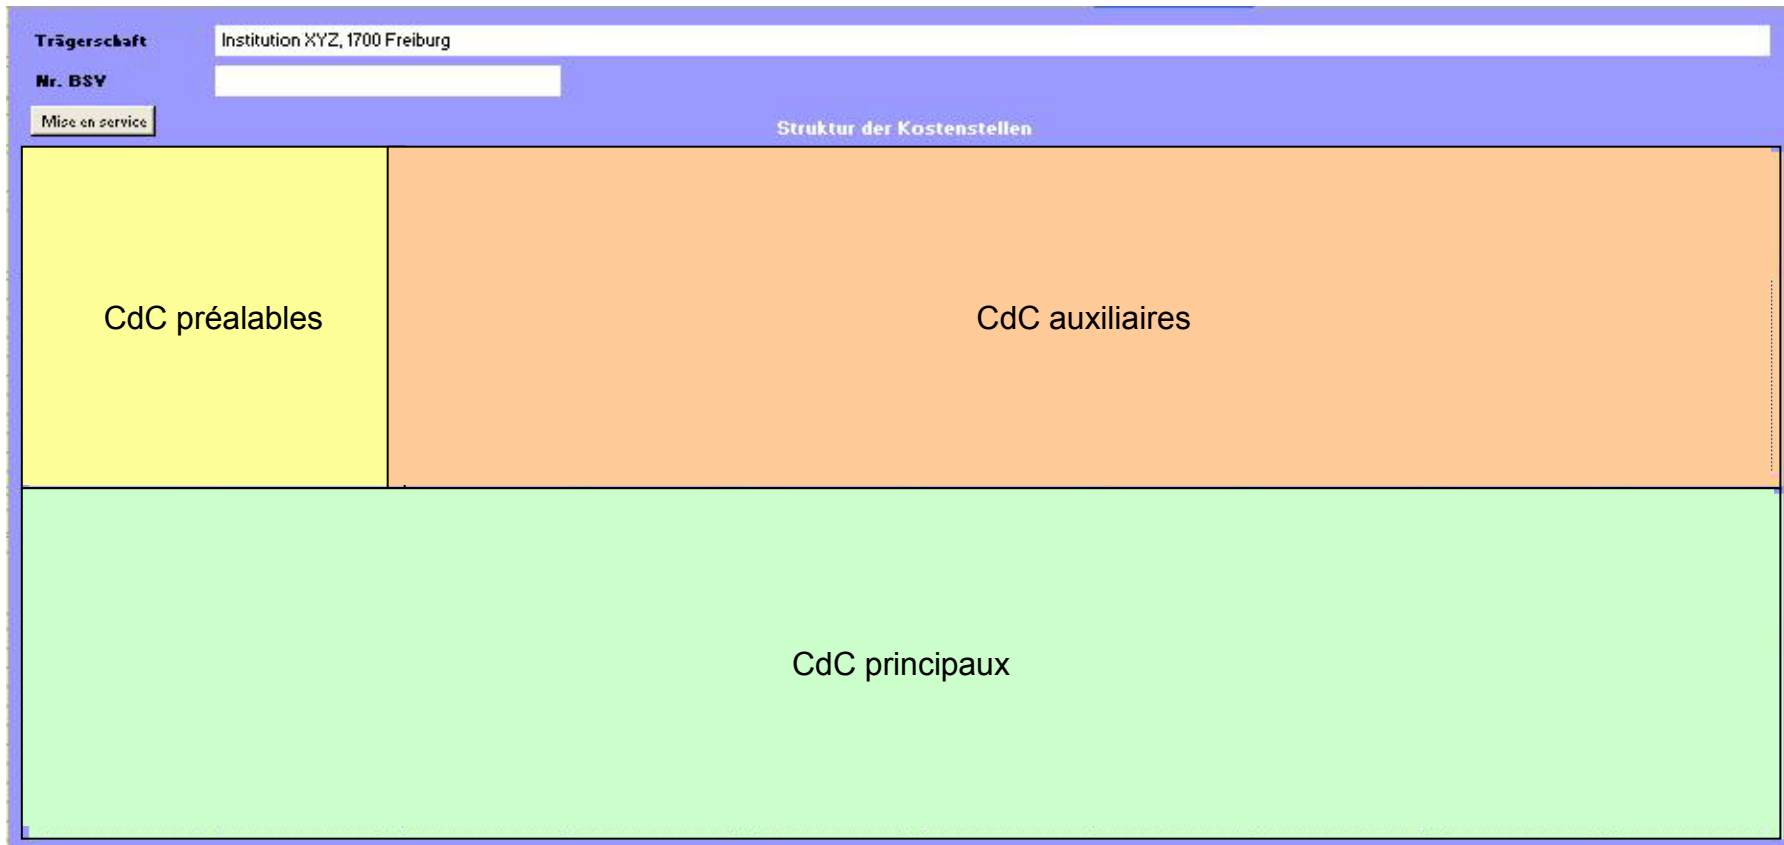 Trägerschaft Institution XYZ, 1700 Freiburg
Nr. BSV
Mise en service
Struktur der Kostenstellen
CdC préalables CdC auxiliaires
CdC principaux